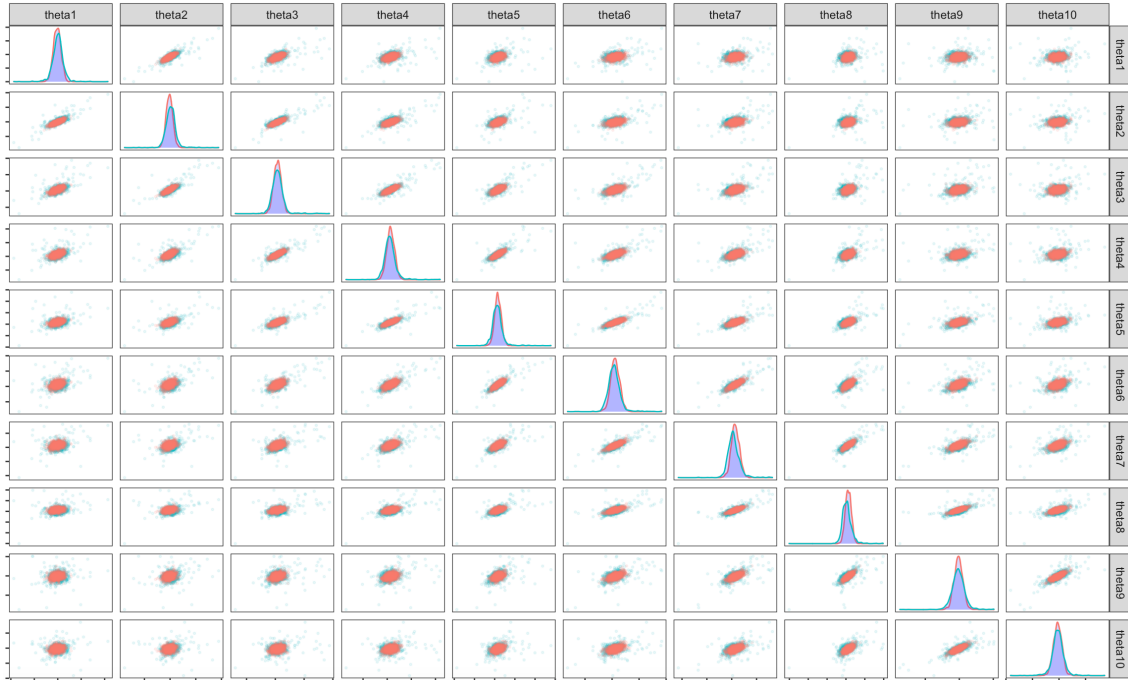 theta1 theta2 theta3 theta4 theta5 theta6 theta7 theta8 theta9 theta10
theta1
theta2
theta3
theta4
theta5
theta6
theta7
theta8
theta9
theta10